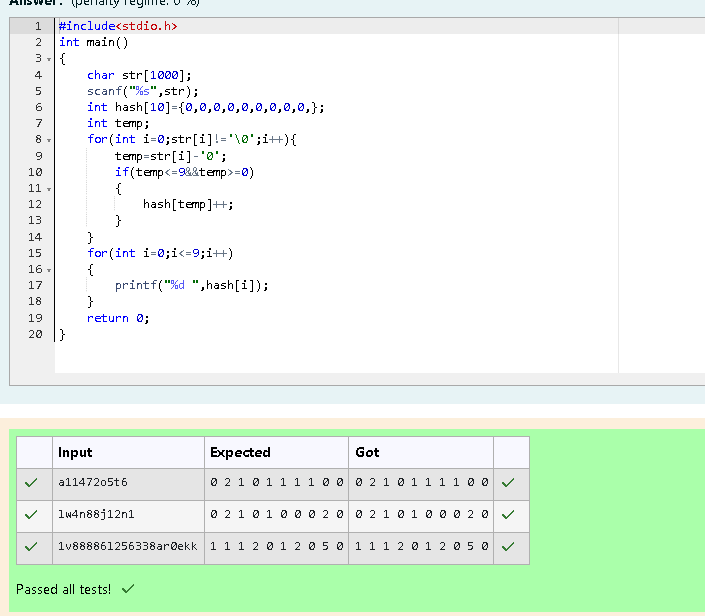 Answer: (penalty regime: 0 %)
1 #include<stdio.h>
2 int main()
3 {
4 char str[1000];
5 scanf("%s",str);
6 int hash[10]={0,0,0,0,0,0,0,0,0,};
7 int temp;
8 for(int i=0;str[i]!='\0';i++){
9 temp=str[i]-'0';
10 if(temp<=9&&temp>=0)
11 {
12 hash[temp]++;
13 }
14 }
15 for(int i=0;i<=9;i++)
16 {
17 printf("%d ",hash[i]);
18 }
19 return 0;
20 }
Input Expected Got
a11472o5t6 0 2 1 0 1 1 1 1 0 0 0 2 1 0 1 1 1 1 0 0
lw4n88j12n1 0 2 1 0 1 0 0 0 2 0 0 2 1 0 1 0 0 0 2 0
1v888861256338ar0ekk 1 1 1 2 0 1 2 0 5 0 1 1 1 2 0 1 2 0 5 0
Passed all tests!